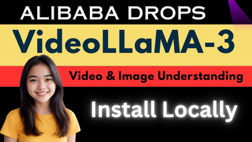 ALIBABA DROPS
VideoLLaMA-3
Video & Image Understanding
Install Locally